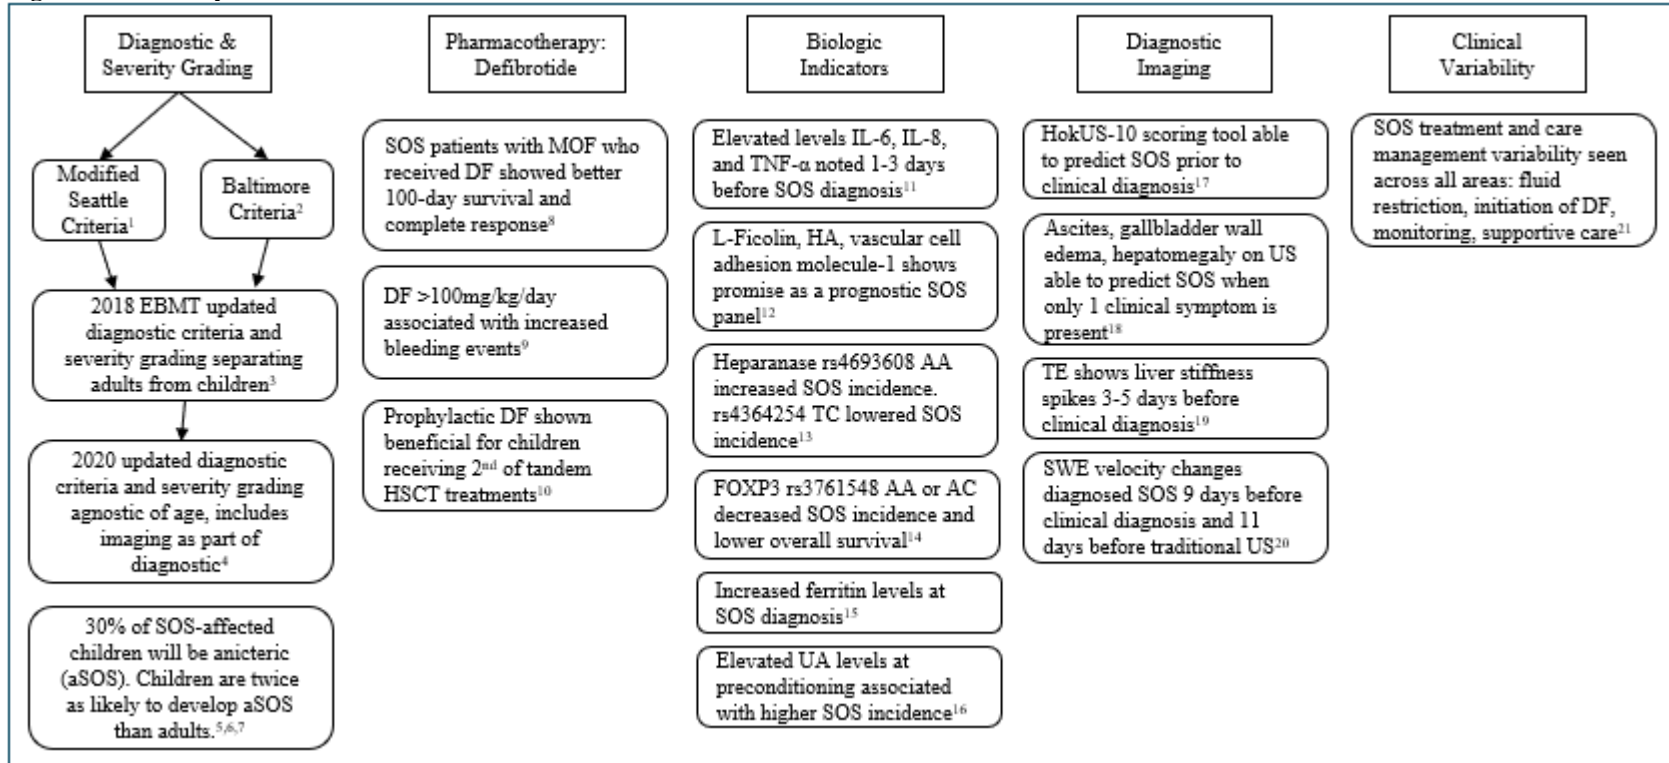 Diagnostic &
Severity Grading
Modified
Seattle
Criteria¹
Baltimore
Criteria²
2018 EBMT updated
diagnostic criteria and
severity grading separating
adults from children³
2020 updated diagnostic
criteria and severity grading
agnostic of age, includes
imaging as part of
diagnostic⁴
30% of SOS-affected
children will be anicteric
(aSOS). Children are twice
as likely to develop aSOS
than adults.⁵,⁶,⁷
Pharmacotherapy:
Defibrotide
SOS patients with MOF who
received DF showed better
100-day survival and
complete response⁸
DF >100mg/kg/day
associated with increased
bleeding events⁹
Prophylactic DF shown
beneficial for children
receiving 2ⁿᵈ of tandem
HSCT treatments¹⁰
Biologic
Indicators
Elevated levels IL-6, IL-8,
and TNF-α noted 1-3 days
before SOS diagnosis¹¹
L-Ficolin, HA, vascular cell
adhesion molecule-1 shows
promise as a prognostic SOS
panel¹²
Heparanase rs4693608 AA
increased SOS incidence.
rs4364254 TC lowered SOS
incidence¹³
FOXP3 rs3761548 AA or AC
decreased SOS incidence and
lower overall survival¹⁴
Increased ferritin levels at
SOS diagnosis¹⁵
Elevated UA levels at
preconditioning associated
with higher SOS incidence¹⁶
Diagnostic
Imaging
HokUS-10 scoring tool able
to predict SOS prior to
clinical diagnosis¹⁷
Ascites, gallbladder wall
edema, hepatomegaly on US
able to predict SOS when
only 1 clinical symptom is
present¹⁸
TE shows liver stiffness
spikes 3-5 days before
clinical diagnosis¹⁹
SWE velocity changes
diagnosed SOS 9 days before
clinical diagnosis and 11
days before traditional US²⁰
Clinical
Variability
SOS treatment and care
management variability seen
across all areas: fluid
restriction, initiation of DF,
monitoring, supportive care²¹